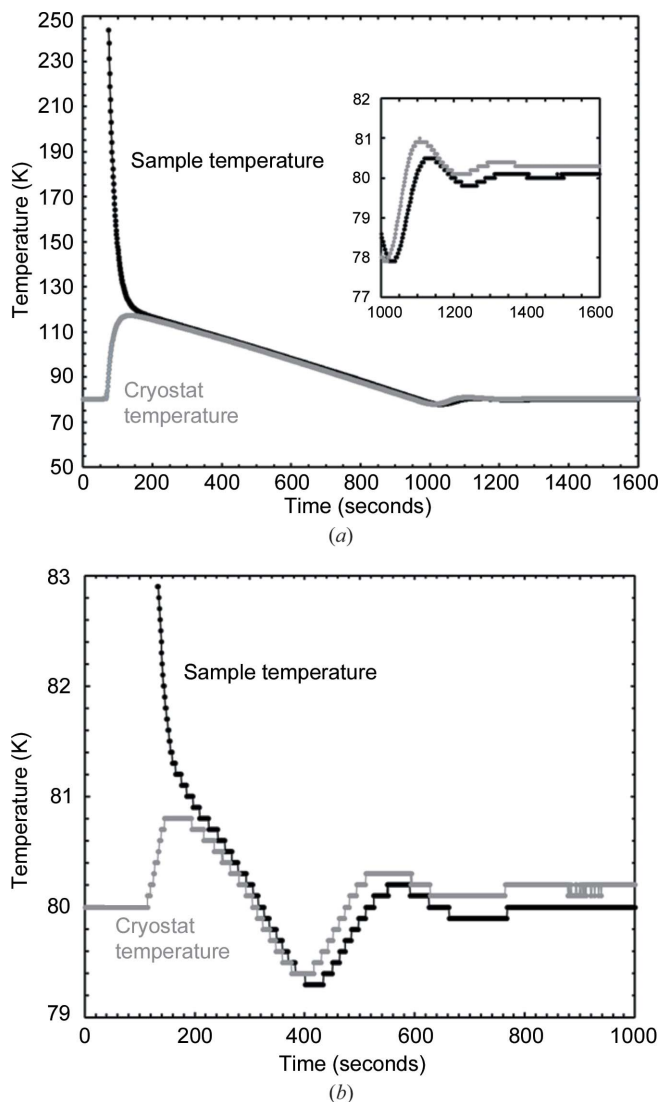 250
230
210
190
170
150
130
110
90
70
50
Temperature (K)
Sample temperature
Cryostat
temperature
82
81
80
79
78
77
1000 1200 1400 1600
0 200 400 600 800 1000 1200 1400 1600
Time (seconds)
(a)
83
82
81
80
79
Temperature (K)
Sample temperature
Cryostat
temperature
0 200 400 600 800 1000
Time (seconds)
(b)